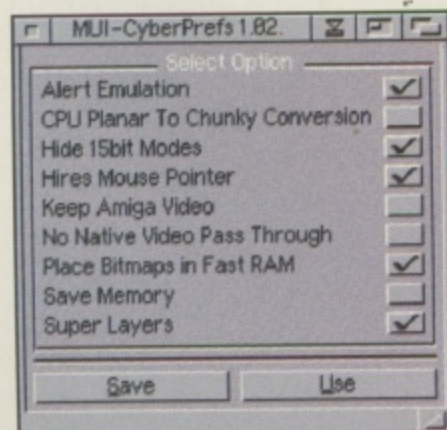 MUI-CyberPrefs 1.02.
Select Option
Alert Emulation
CPU Planar To Chunky Conversion
Hide 15bit Modes
Hires Mouse Pointer
Keep Amiga Video
No Native Video Pass Through
Place Bitmaps in Fast RAM
Save Memory
Super Layers
Save
Use